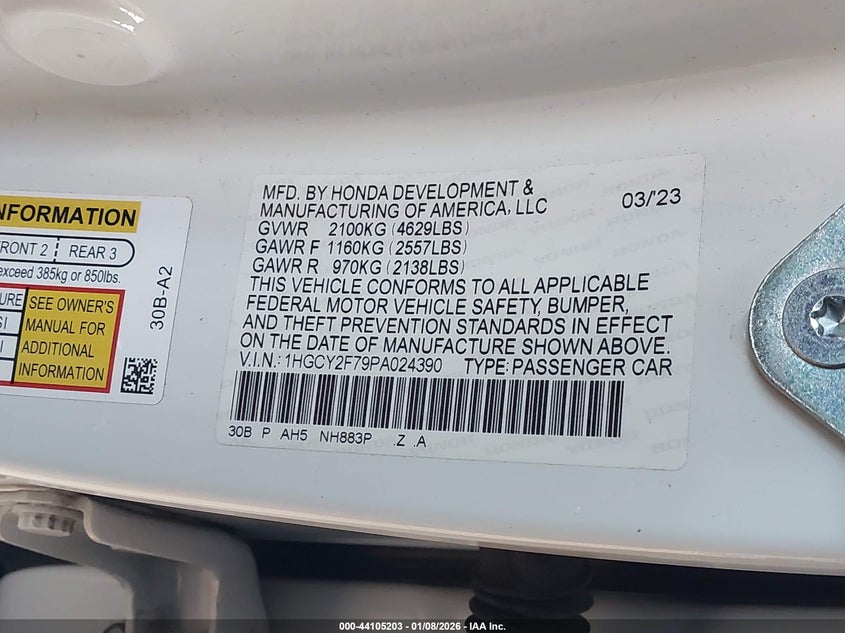 NFORMATION
FRONT 2 REAR 3
exceed 385kg or 850lbs.
SEE OWNER'S
MANUAL FOR
ADDITIONAL
INFORMATION
30B-A2
MFD. BY HONDA DEVELOPMENT &
MANUFACTURING OF AMERICA, LLC 03/'23
GVWR 2100KG (4629LBS)
GAWR F 1160KG (2557LBS)
GAWR R 970KG (2138LBS)
THIS VEHICLE CONFORMS TO ALL APPLICABLE
FEDERAL MOTOR VEHICLE SAFETY, BUMPER,
AND THEFT PREVENTION STANDARDS IN EFFECT
ON THE DATE OF MANUFACTURE SHOWN ABOVE.
V.I.N.: 1HGCY2F79PA024390 TYPE: PASSENGER CAR
30B P AH5 NH883P .Z .A
000-44105203 - 01/08/2026 - IAA Inc.